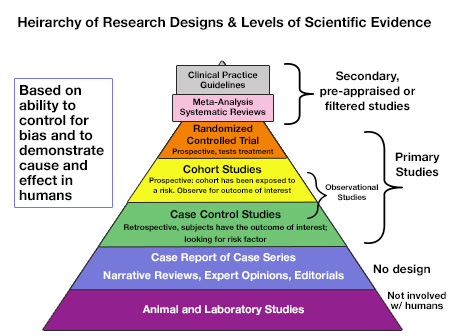 Heirarchy of Research Designs & Levels of Scientific Evidence
Based on
ability to
control for
bias and to
demonstrate
cause and
effect in
humans
Clinical Practice
Guidelines
Meta-Analysis
Systematic Reviews
Secondary,
pre-appraised or
filtered studies
Randomized
Controlled Trial
Prospective, tests treatment
Cohort Studies
Prospective: cohort has been exposed to
a risk. Observe for outcome of interest
Case Control Studies
Retrospective, subjects have the outcome of interest;
looking for risk factor
Observational
Studies
Primary
Studies
Case Report of Case Series
Narrative Reviews, Expert Opinions, Editorials
No design
Animal and Laboratory Studies
Not involved
w/ humans